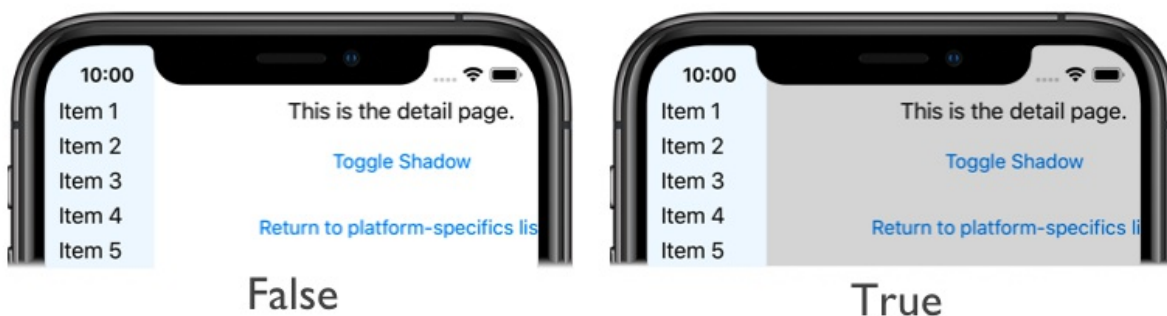 10:00
Item 1
Item 2
Item 3
Item 4
Item 5
This is the detail page.
Toggle Shadow
Return to platform-specifics lis
False
10:00
Item 1
Item 2
Item 3
Item 4
Item 5
This is the detail page.
Toggle Shadow
Return to platform-specifics li
True